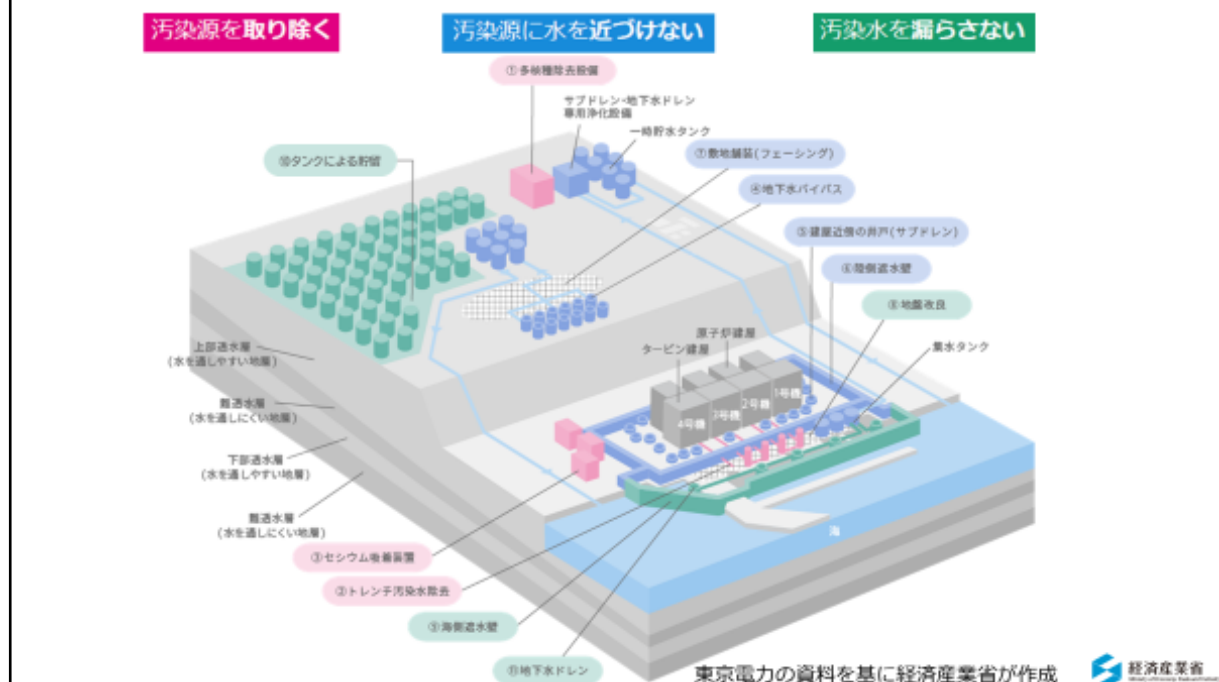 汚染源を取り除く
汚染源に水を近づけない
汚染水を漏らさない
①多核種除去設備
サブドレン・地下水ドレン
専用浄化設備
一時貯水タンク
⑩タンクによる貯留
⑦敷地舗装(フェーシング)
④地下水バイパス
⑤建屋近傍の井戸(サブドレン)
⑥陸側遮水壁
⑧地盤改良
原子炉建屋
タービン建屋
集水タンク
1号機
2号機
3号機
4号機
上部透水層
(水を通しやすい地層)
難透水層
(水を通しにくい地層)
下部透水層
(水を通しやすい地層)
難透水層
(水を通しにくい地層)
海
③セシウム吸着装置
②トレンチ汚染水除去
海側遮水壁
⑪地下水ドレン
東京電力の資料を基に経済産業省が作成
経済産業省